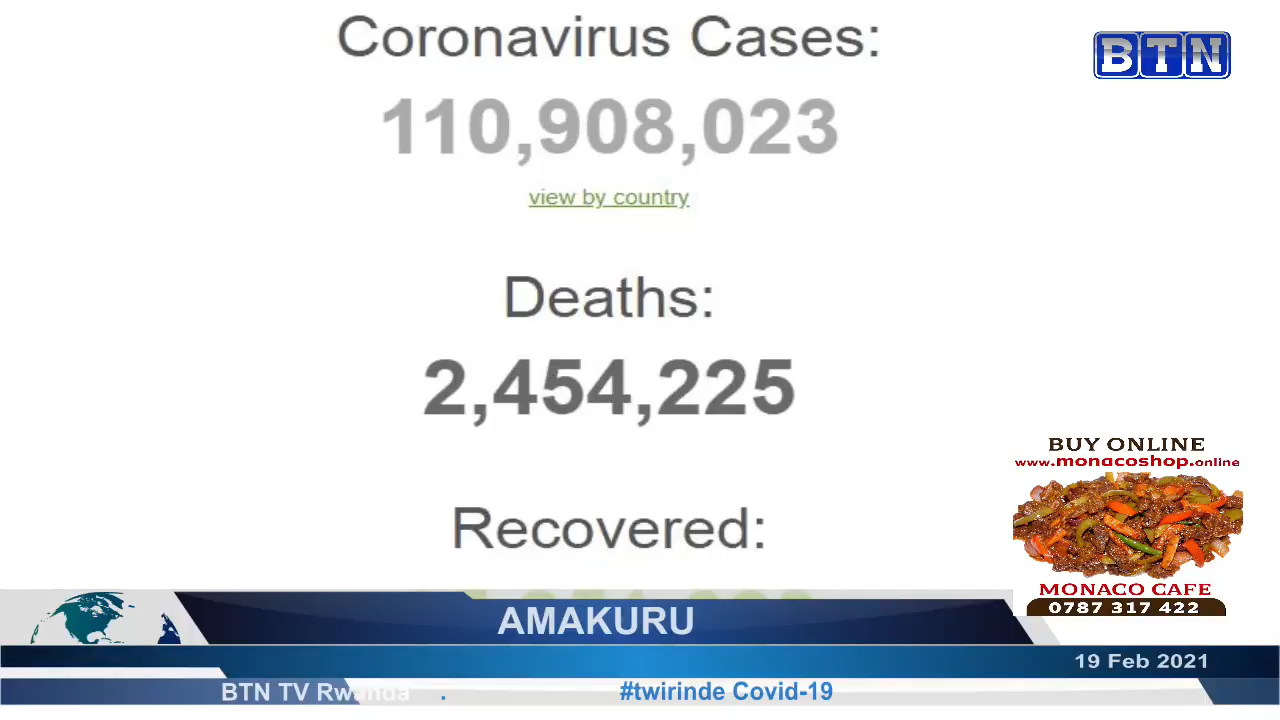 Coronavirus Cases:
110,908,023
view by country
Deaths:
2,454,225
Recovered:
BTN
BUY ONLINE
www.monacoshop.online
MONACO CAFE
0787 317 422
AMAKURU
19 Feb 2021
BTN TV Rwanda .
#twirinde Covid-19